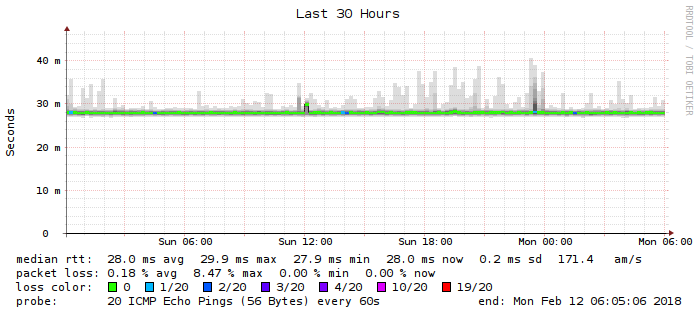 Last 30 Hours
RRDTOOL / TOBI OETIKER
Seconds
40 m
30 m
20 m
10 m
0
Sun 06:00 Sun 12:00 Sun 18:00 Mon 00:00 Mon 06:00
median rtt: 28.0 ms avg 29.9 ms max 27.9 ms min 28.0 ms now 0.2 ms sd 171.4 am/s
packet loss: 0.18 % avg 8.47 % max 0.00 % min 0.00 % now
loss color: 0 1/20 2/20 3/20 4/20 10/20 19/20
probe: 20 ICMP Echo Pings (56 Bytes) every 60s end: Mon Feb 12 06:05:06 2018